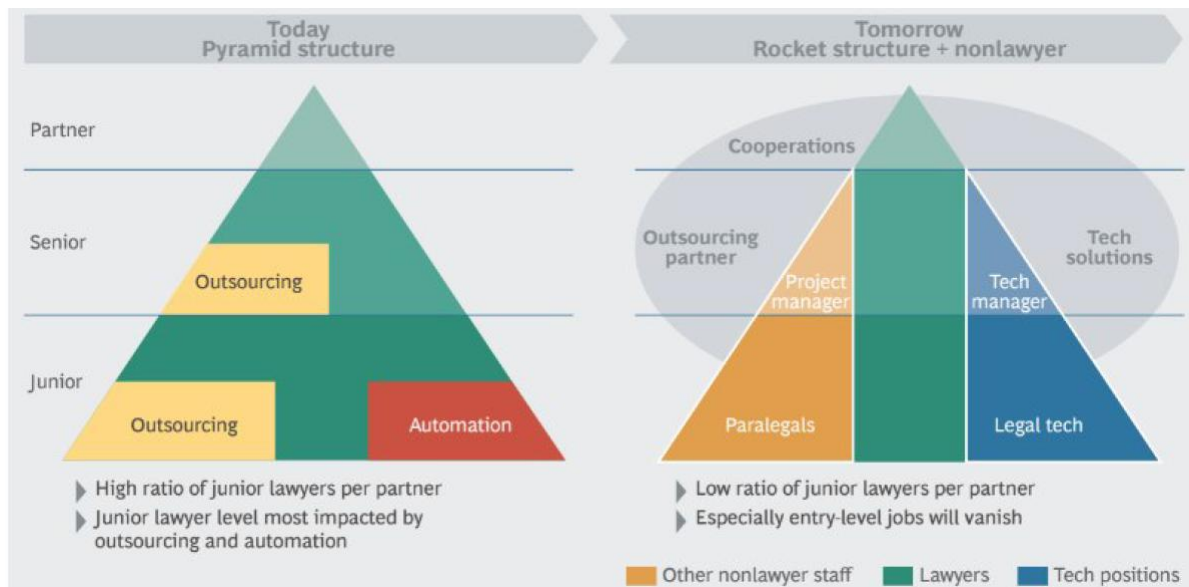 Today
Pyramid structure
Tomorrow
Rocket structure + nonlawyer
Partner
Senior
Junior
Outsourcing
Outsourcing
Automation
Cooperations
Outsourcing
partner
Tech
solutions
Project
manager
Tech
manager
Paralegals
Legal tech
High ratio of junior lawyers per partner
Junior lawyer level most impacted by
outsourcing and automation
Low ratio of junior lawyers per partner
Especially entry-level jobs will vanish
Other nonlawyer staff
Lawyers
Tech positions